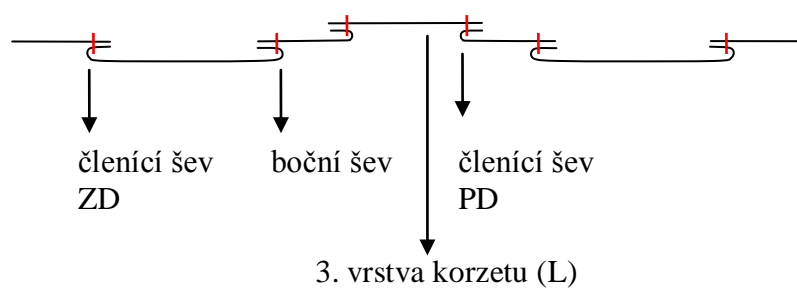 členící šev
ZD
boční šev
členící šev
PD
3. vrstva korzetu (L)